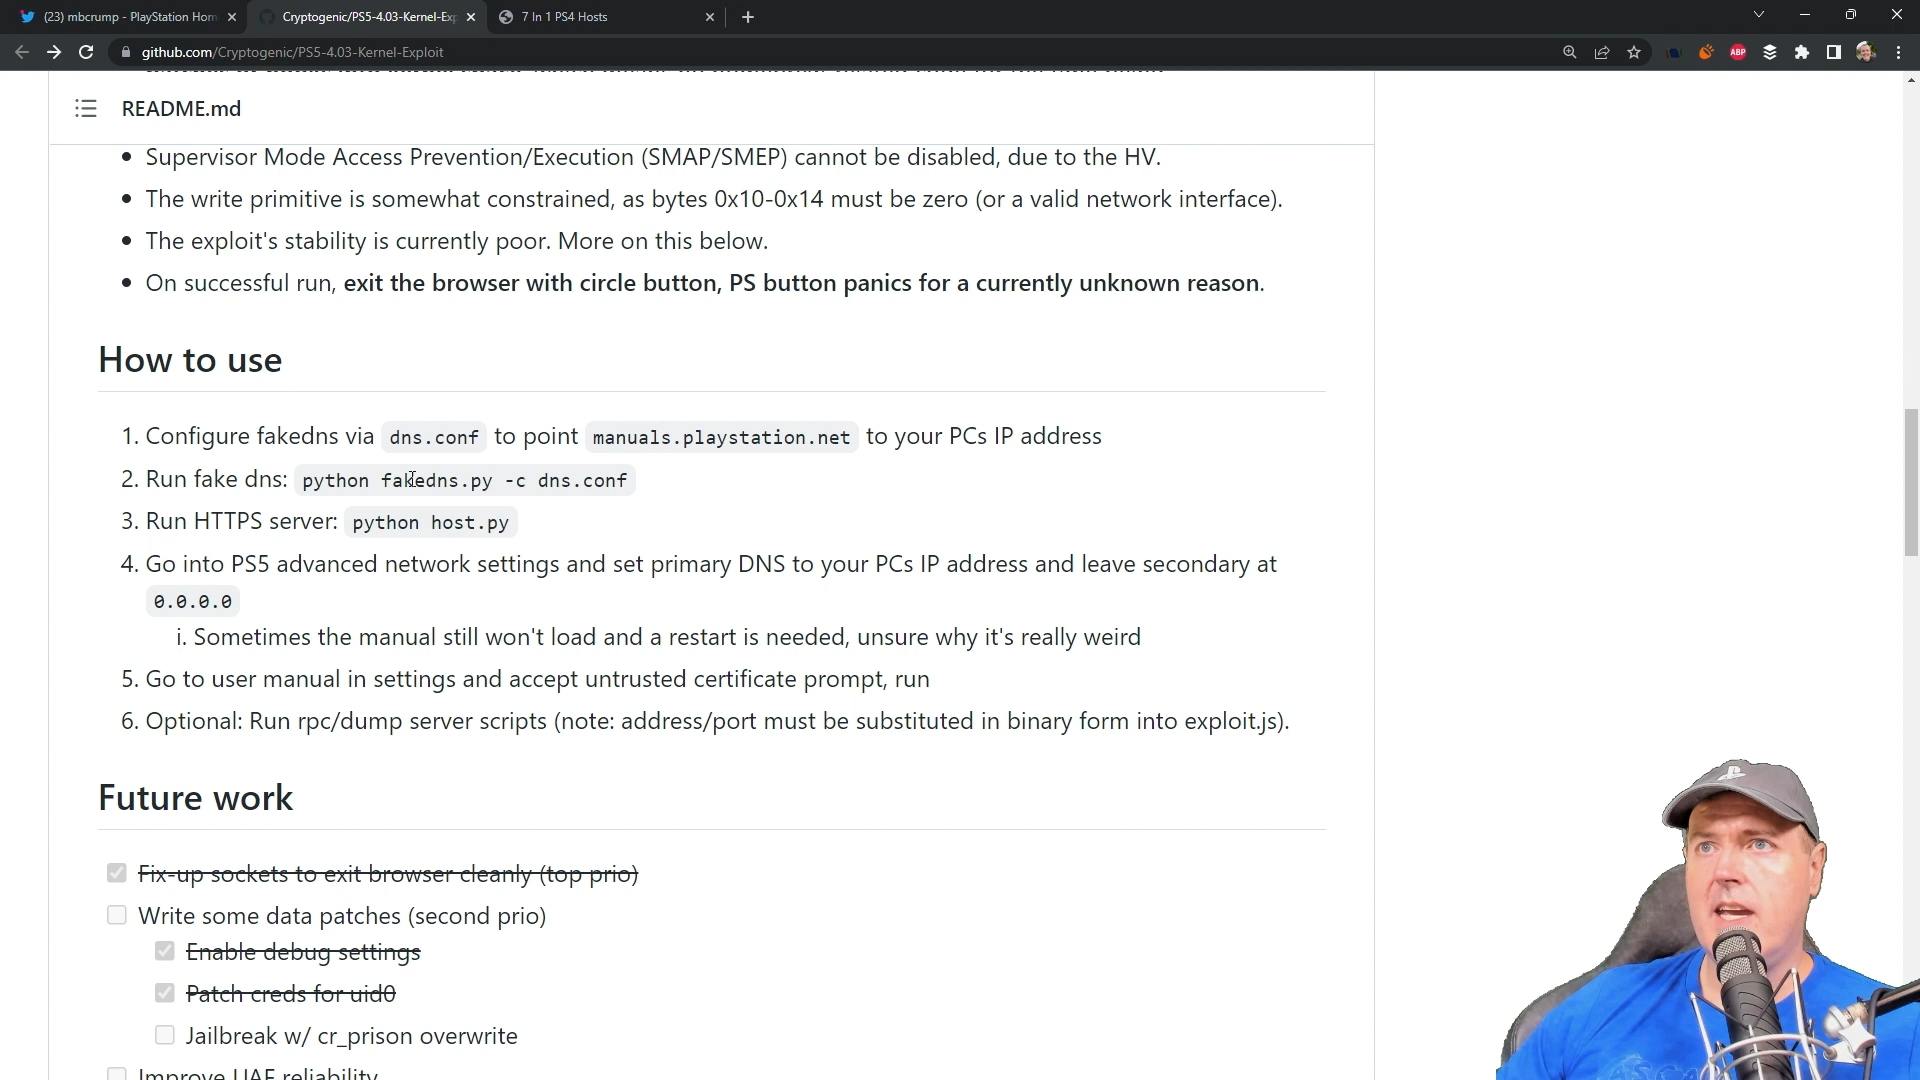 (23) mbcrump - PlayStation Hom
Cryptogenic/PS5-4.03-Kernel-Exp
7 In 1 PS4 Hosts
github.com/Cryptogenic/PS5-4.03-Kernel-Exploit
ABP
README.md
Supervisor Mode Access Prevention/Execution (SMAP/SMEP) cannot be disabled, due to the HV.
The write primitive is somewhat constrained, as bytes 0x10-0x14 must be zero (or a valid network interface).
The exploit's stability is currently poor. More on this below.
On successful run, exit the browser with circle button, PS button panics for a currently unknown reason.
How to use
1. Configure fakedns via dns.conf to point manuals.playstation.net to your PCs IP address
2. Run fake dns: python fakedns.py -c dns.conf
3. Run HTTPS server: python host.py
4. Go into PS5 advanced network settings and set primary DNS to your PCs IP address and leave secondary at
0.0.0.0
i. Sometimes the manual still won't load and a restart is needed, unsure why it's really weird
5. Go to user manual in settings and accept untrusted certificate prompt, run
6. Optional: Run rpc/dump server scripts (note: address/port must be substituted in binary form into exploit.js).
Future work
Fix-up sockets to exit browser cleanly (top prio)
Write some data patches (second prio)
Enable debug settings
Patch creds for uid0
Jailbreak w/ cr_prison overwrite
Improve UAF reliability